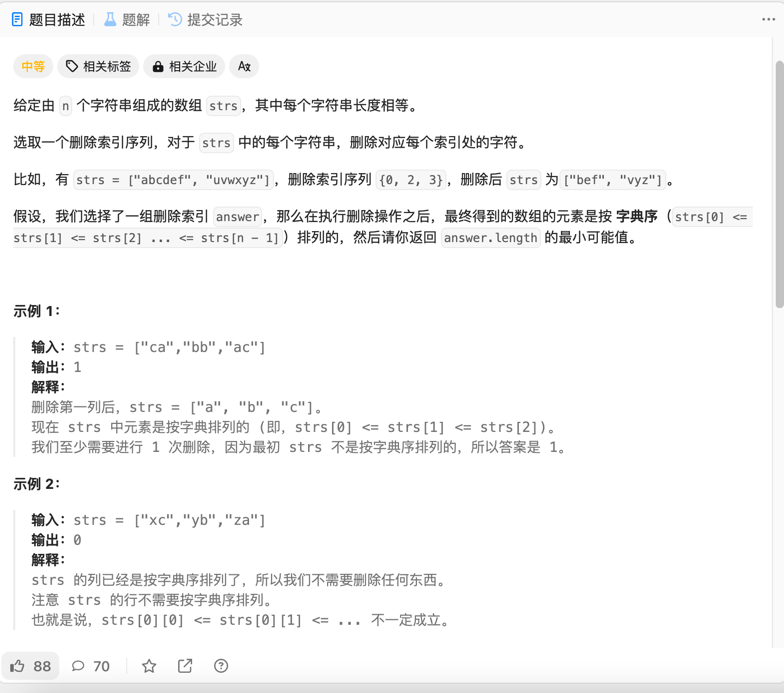 题目描述 题解 提交记录
中等 相关标签 相关企业 Aあ
给定由 n 个字符串组成的数组 strs，其中每个字符串长度相等。
选取一个删除索引序列，对于 strs 中的每个字符串，删除对应每个索引处的字符。
比如，有 strs = ["abcdef", "uvwxyz"]，删除索引序列 {0, 2, 3}，删除后 strs 为 ["bef", "vyz"]。
假设，我们选择了一组删除索引 answer，那么在执行删除操作之后，最终得到的数组的元素是按 字典序（strs[0] <=
strs[1] <= strs[2] ... <= strs[n - 1]）排列的，然后请你返回 answer.length 的最小可能值。
示例 1：
输入：strs = ["ca","bb","ac"]
输出：1
解释：
删除第一列后，strs = ["a", "b", "c"]。
现在 strs 中元素是按字典排列的 (即，strs[0] <= strs[1] <= strs[2])。
我们至少需要进行 1 次删除，因为最初 strs 不是按字典序排列的，所以答案是 1。
示例 2：
输入：strs = ["xc","yb","za"]
输出：0
解释：
strs 的列已经是按字典序排列了，所以我们不需要删除任何东西。
注意 strs 的行不需要按字典序排列。
也就是说，strs[0][0] <= strs[0][1] <= ... 不一定成立。
88 70